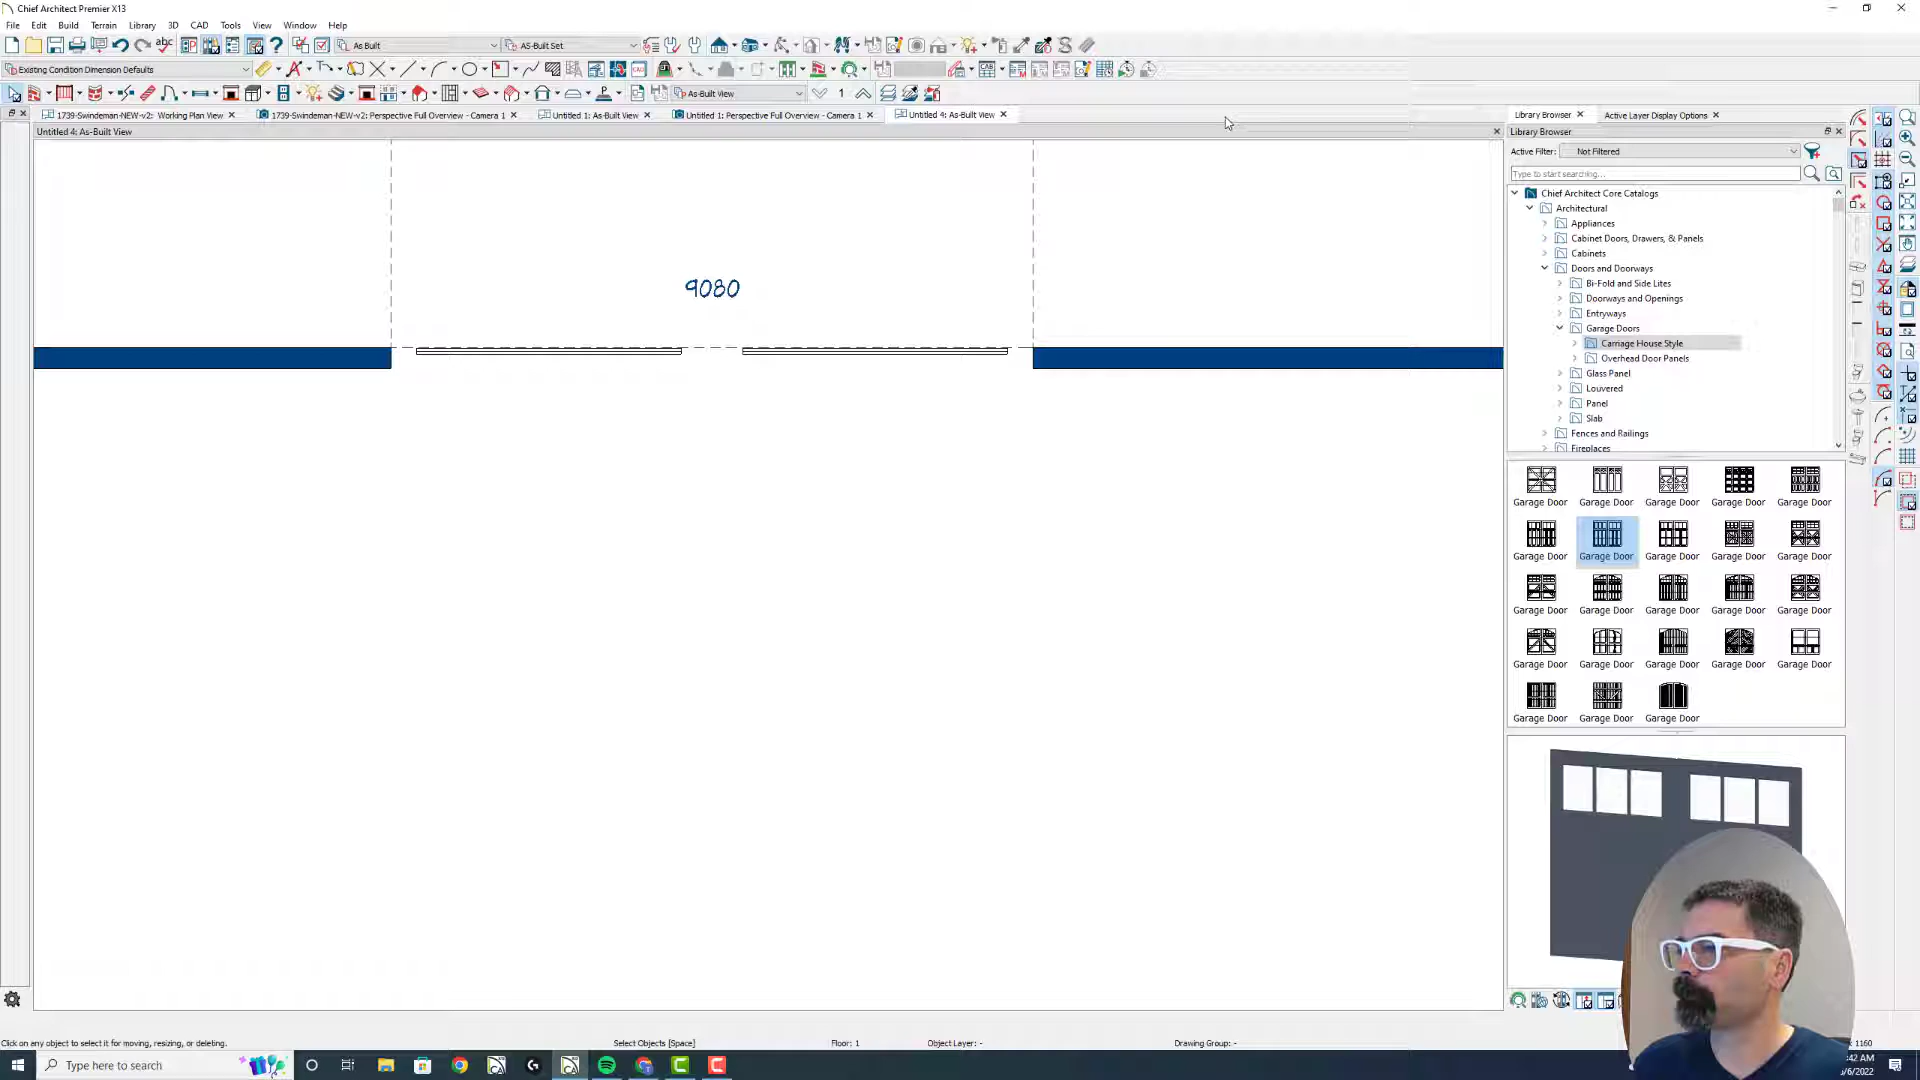 Chief Architect Premier X13
File Edit Build Terrain Library 3D CAD Tools View Window Help
As Built
AS-Built Set
Existing Condition Dimension Defaults
As-Built View
1
1739-Swindeman-NEW-v2: Working Plan View
1739-Swindeman-NEW-v2: Perspective Full Overview - Camera 1
Untitled 1: As-Built View
Untitled 1: Perspective Full Overview - Camera 1
Untitled 4: As-Built View
Library Browser
Active Layer Display Options
Untitled 4: As-Built View
Library Browser
Active Filter: Not Filtered
Type to start searching...
Chief Architect Core Catalogs
Architectural
Appliances
Cabinet Doors, Drawers, & Panels
Cabinets
Doors and Doorways
Bi-Fold and Side Lites
Doorways and Openings
Entryways
Garage Doors
Carriage House Style
Overhead Door Panels
Glass Panel
Louvered
Panel
Slab
Fences and Railings
Fireplaces
9080
Garage Door Garage Door Garage Door Garage Door Garage Door
Garage Door Garage Door Garage Door Garage Door Garage Door
Garage Door Garage Door Garage Door Garage Door Garage Door
Garage Door Garage Door Garage Door Garage Door Garage Door
Garage Door Garage Door Garage Door
Click on any object to select it for moving, resizing, or deleting.
Select Objects [Space]
Floor: 1
Object Layer: -
Drawing Group: -
1160
Type here to search
:42 AM
/6/2022